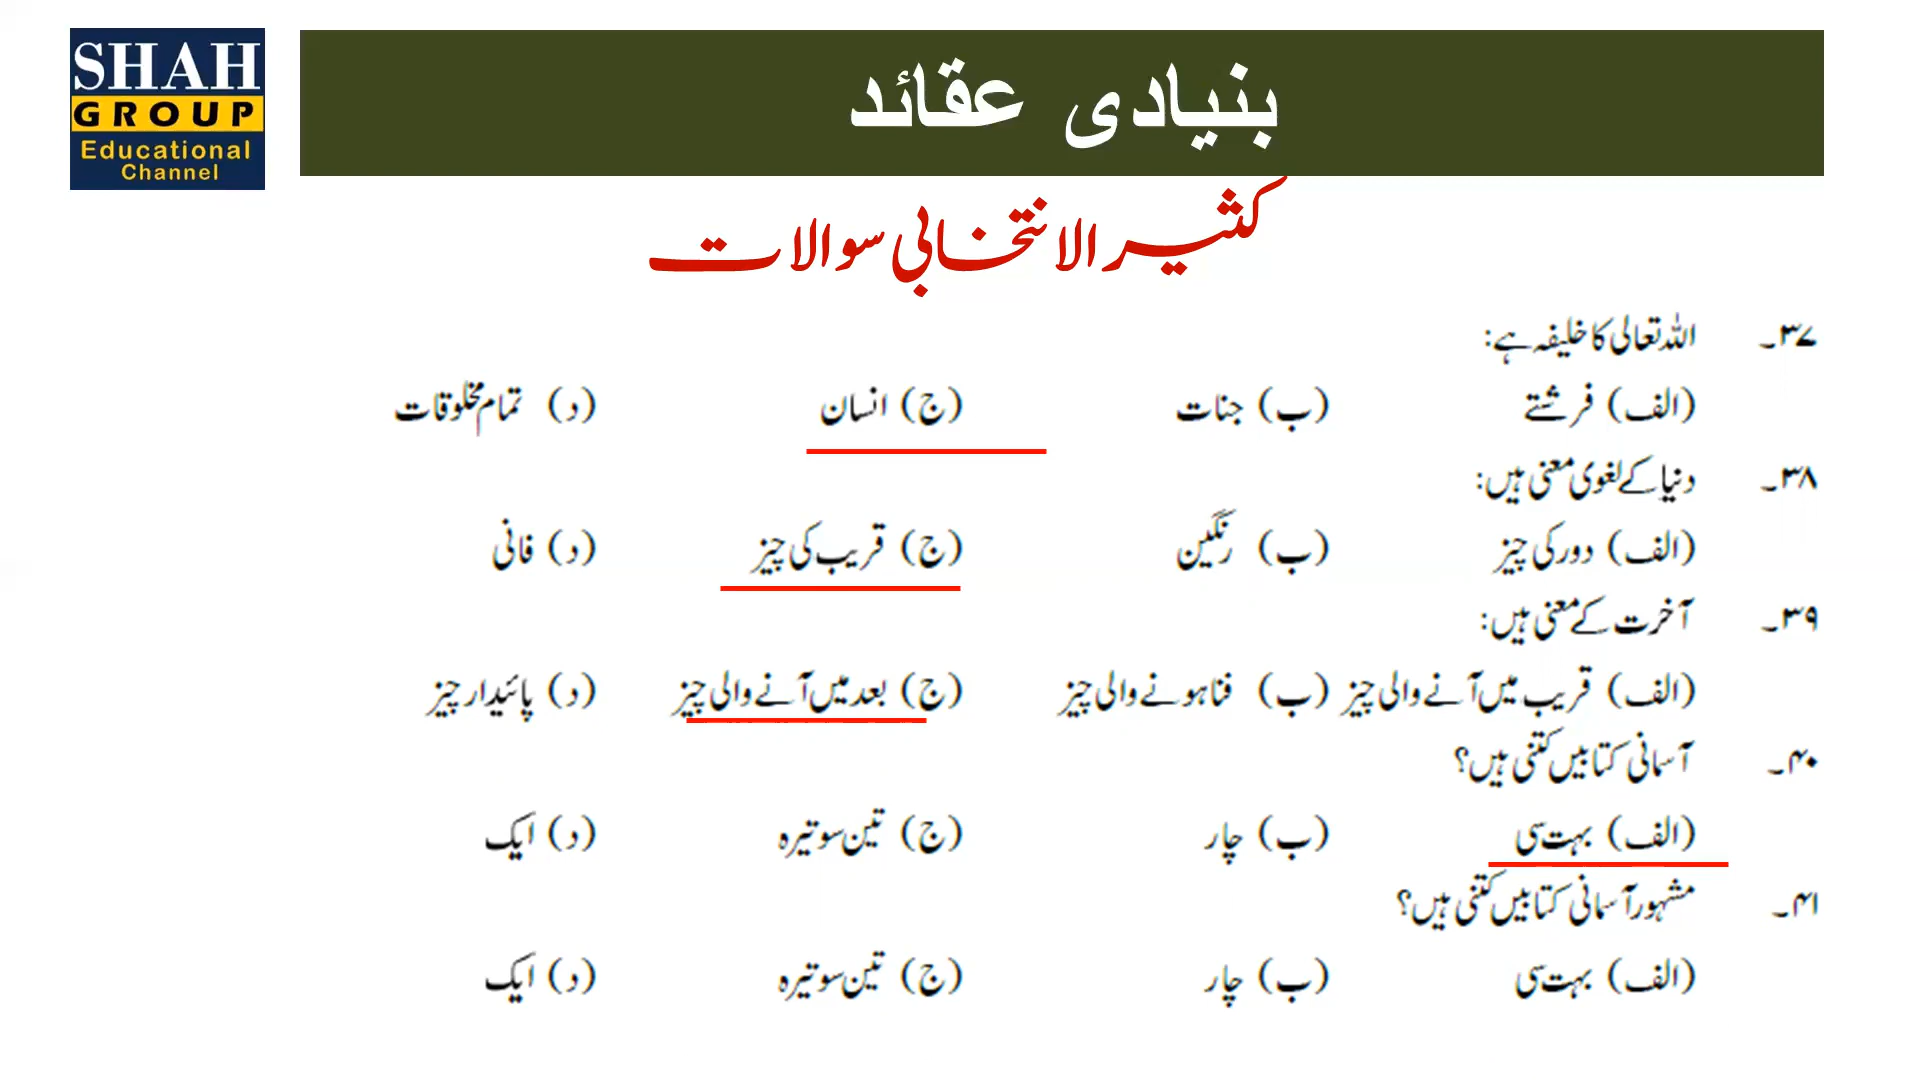 SHAH
GROUP
Educational
Channel
بنیادی عقائد
کثیر الانتخابی سوالات
۳۷۔ اللہ تعالیٰ کا خلیفہ ہے:
(الف) فرشتے (ب) جنات (ج) انسان (د) تمام مخلوقات
۳۸۔ دنیا کے لغوی معنی ہیں:
(الف) دور کی چیز (ب) رنگین (ج) قریب کی چیز (د) فانی
۳۹۔ آخرت کے معنی ہیں:
(الف) قریب میں آنے والی چیز (ب) فنا ہونے والی چیز (ج) بعد میں آنے والی چیز (د) پائیدار چیز
۴۰۔ آسمانی کتابیں کتنی ہیں؟
(الف) بہت سی (ب) چار (ج) تین سو تیرہ (د) ایک
۴۱۔ مشہور آسمانی کتابیں کتنی ہیں؟
(الف) بہت سی (ب) چار (ج) تین سو تیرہ (د) ایک